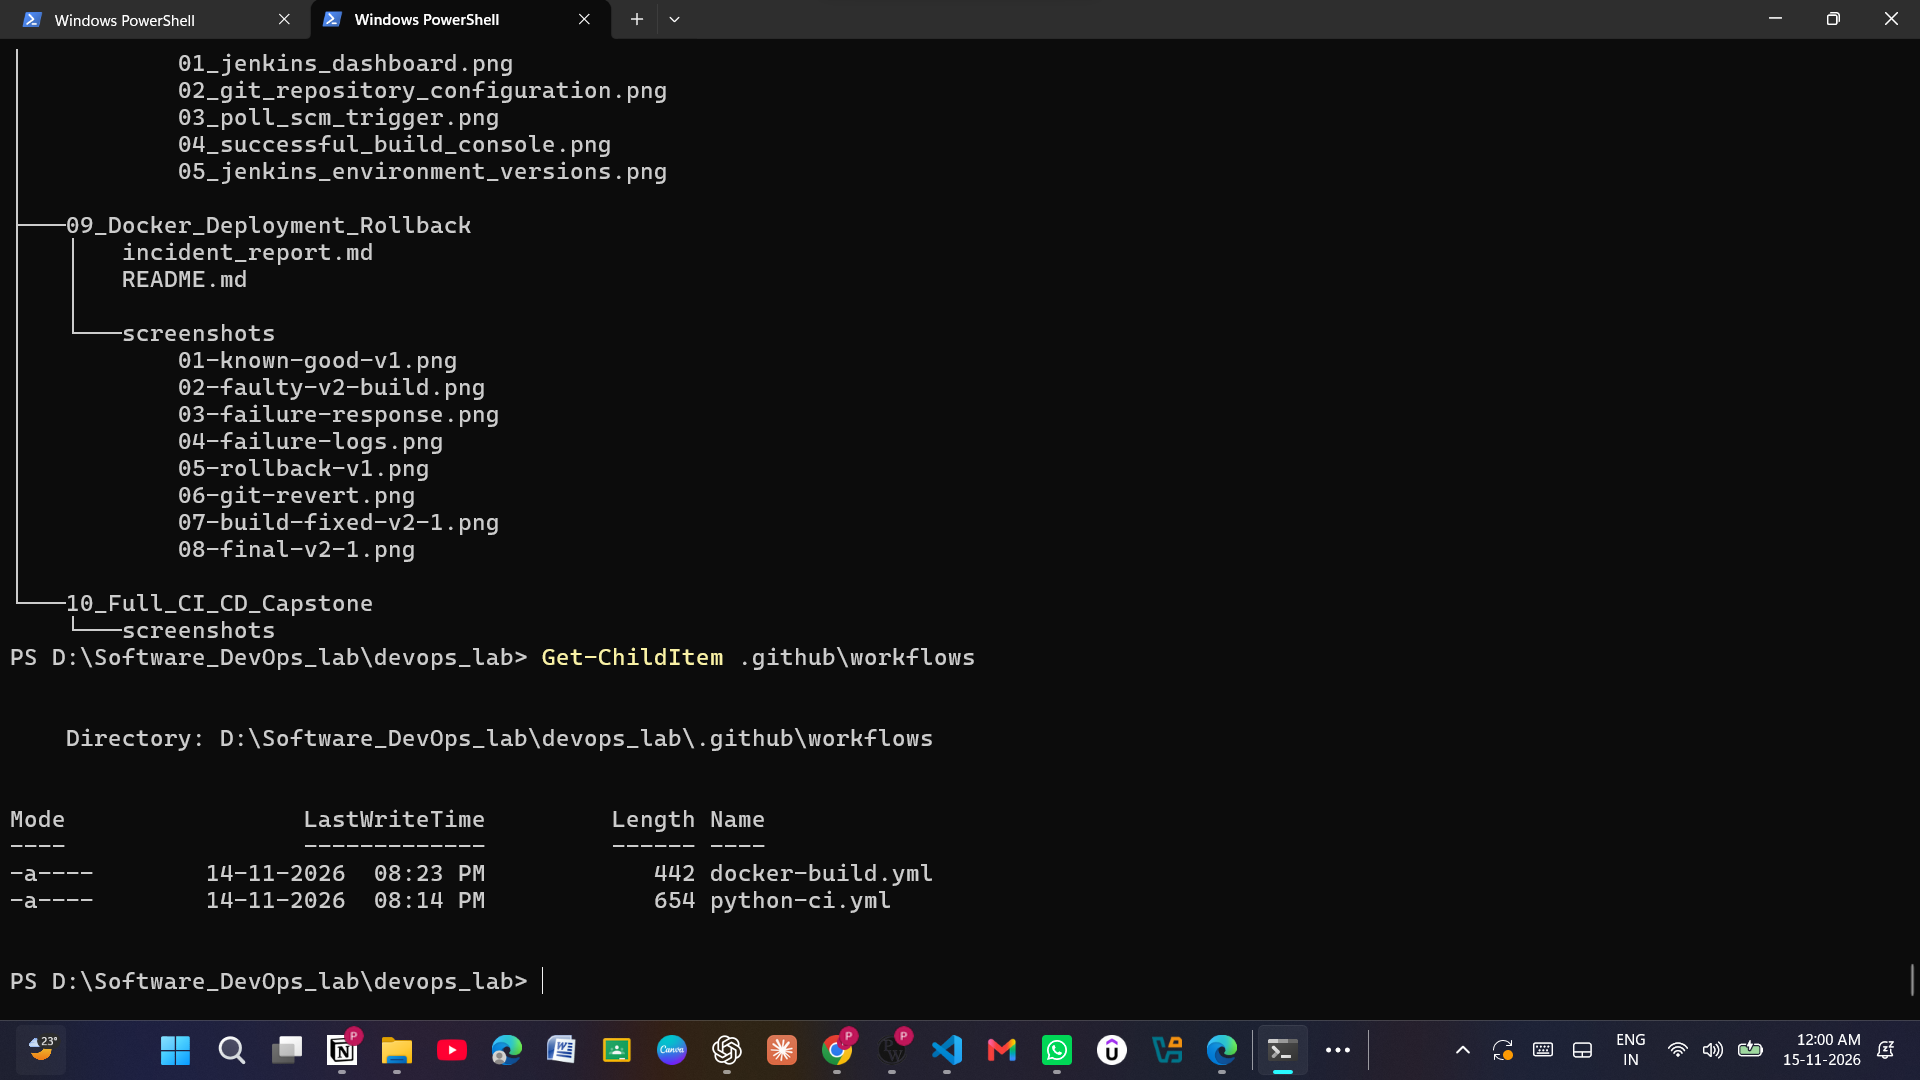 Windows PowerShell
Windows PowerShell
01_jenkins_dashboard.png
02_git_repository_configuration.png
03_poll_scm_trigger.png
04_successful_build_console.png
05_jenkins_environment_versions.png
09_Docker_Deployment_Rollback
incident_report.md
README.md
screenshots
01-known-good-v1.png
02-faulty-v2-build.png
03-failure-response.png
04-failure-logs.png
05-rollback-v1.png
06-git-revert.png
07-build-fixed-v2-1.png
08-final-v2-1.png
10_Full_CI_CD_Capstone
screenshots
PS D:\Software_DevOps_lab\devops_lab> Get-ChildItem .github\workflows
Directory: D:\Software_DevOps_lab\devops_lab\.github\workflows
Mode LastWriteTime Length Name
---- ------------- ------ ----
-a---- 14-11-2026 08:23 PM 442 docker-build.yml
-a---- 14-11-2026 08:14 PM 654 python-ci.yml
PS D:\Software_DevOps_lab\devops_lab>
23°
P
Canva
P
P
ENG
IN
12:00 AM
15-11-2026